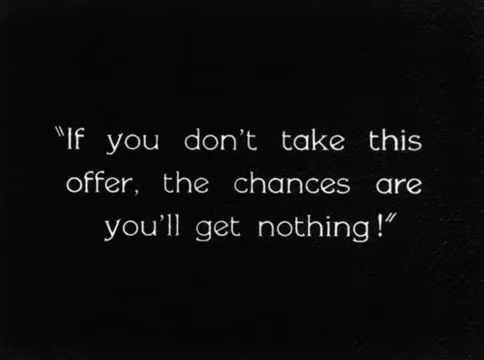 "If you don't take this
offer, the chances are
you'll get nothing!"